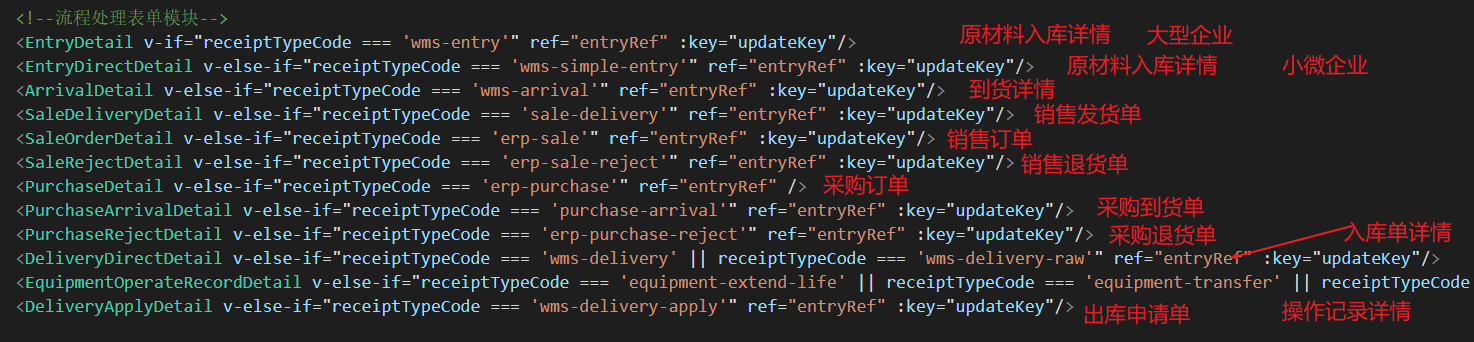 <!--流程处理表单模块-->
<EntryDetail v-if="receiptTypeCode === 'wms-entry'" ref="entryRef" :key="updateKey"/> 原材料入库详情 大型企业
<EntryDirectDetail v-else-if="receiptTypeCode === 'wms-simple-entry'" ref="entryRef" :key="updateKey"/> 原材料入库详情 小微企业
<ArrivalDetail v-else-if="receiptTypeCode === 'wms-arrival'" ref="entryRef" :key="updateKey"/> 到货详情
<SaleDeliveryDetail v-else-if="receiptTypeCode === 'sale-delivery'" ref="entryRef" :key="updateKey"/> 销售发货单
<SaleOrderDetail v-else-if="receiptTypeCode === 'erp-sale'" ref="entryRef" :key="updateKey"/> 销售订单
<SaleRejectDetail v-else-if="receiptTypeCode === 'erp-sale-reject'" ref="entryRef" :key="updateKey"/> 销售退货单
<PurchaseDetail v-else-if="receiptTypeCode === 'erp-purchase'" ref="entryRef" /> 采购订单
<PurchaseArrivalDetail v-else-if="receiptTypeCode === 'purchase-arrival'" ref="entryRef" :key="updateKey"/> 采购到货单
<PurchaseRejectDetail v-else-if="receiptTypeCode === 'erp-purchase-reject'" ref="entryRef" :key="updateKey"/> 采购退货单 入库单详情
<DeliveryDirectDetail v-else-if="receiptTypeCode === 'wms-delivery' || receiptTypeCode === 'wms-delivery-raw'" ref="entryRef" :key="updateKey"/>
<EquipmentOperateRecordDetail v-else-if="receiptTypeCode === 'equipment-extend-life' || receiptTypeCode === 'equipment-transfer' || receiptTypeCode
<DeliveryApplyDetail v-else-if="receiptTypeCode === 'wms-delivery-apply'" ref="entryRef" :key="updateKey"/> 出库申请单 操作记录详情